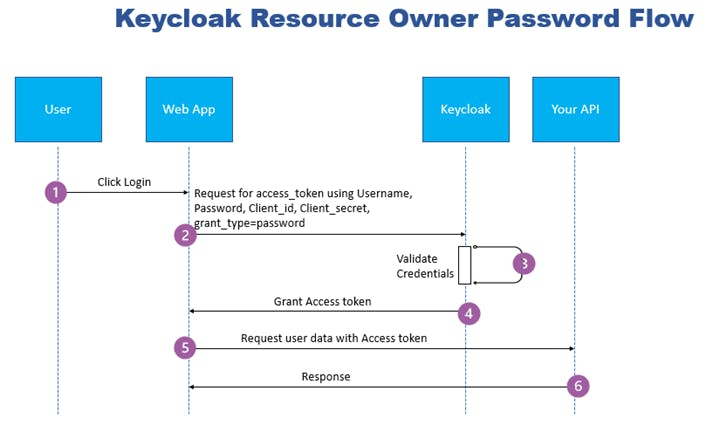 Keycloak Resource Owner Password Flow
User
Web App
Keycloak
Your API
1
Click Login
Request for access_token using Username,
Password, Client_id, Client_secret,
grant_type=password
2
Validate
Credentials
3
Grant Access token
4
5
Request user data with Access token
Response
6